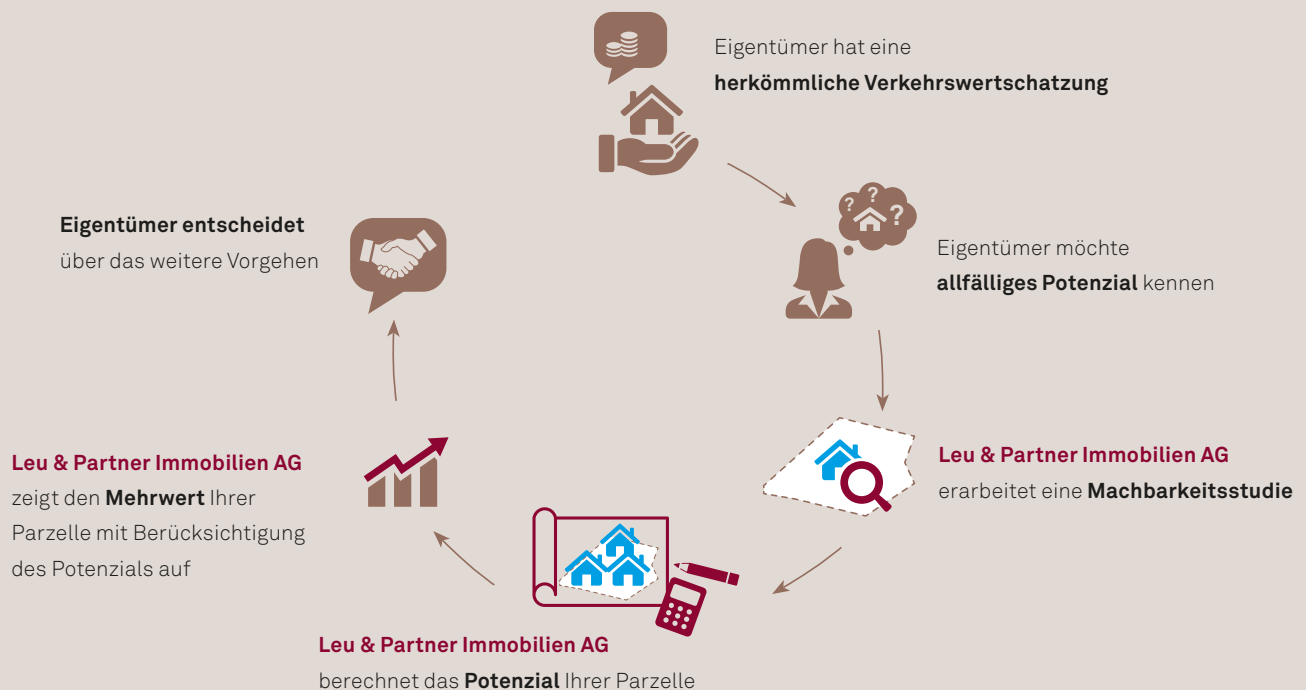 Eigentümer hat eine
herkömmliche Verkehrswertschatzung
? ? ?
Eigentümer möchte
allfälliges Potenzial kennen
Leu & Partner Immobilien AG
erarbeitet eine Machbarkeitsstudie
Leu & Partner Immobilien AG
berechnet das Potenzial Ihrer Parzelle
Leu & Partner Immobilien AG
zeigt den Mehrwert Ihrer
Parzelle mit Berücksichtigung
des Potenzials auf
Eigentümer entscheidet
über das weitere Vorgehen